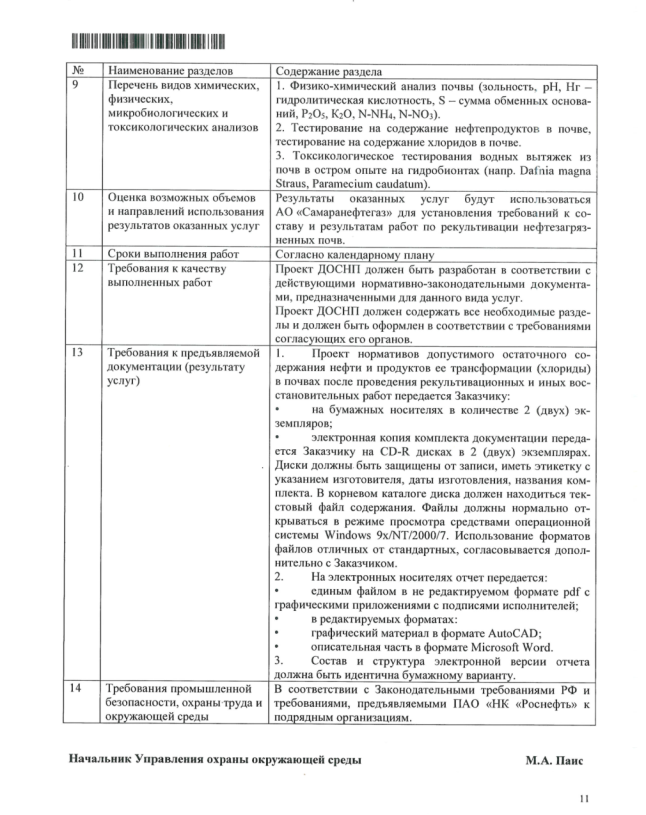 № Наименование разделов Содержание раздела
9 Перечень видов химических,
физических,
микробиологических и
токсикологических анализов
1. Физико-химический анализ почвы (зольность, pH, Нг –
гидролитическая кислотность, S – сумма обменных основа-
ний, P₂O₅, K₂O, N-NH₄, N-NO₃).
2. Тестирование на содержание нефтепродуктов в почве,
тестирование на содержание хлоридов в почве.
3. Токсикологическое тестирования водных вытяжек из
почв в остром опыте на гидробионтах (напр. Dafnia magna
Straus, Paramecium caudatum).
10 Оценка возможных объемов
и направлений использования
результатов оказанных услуг
Результаты оказанных услуг будут использоваться
АО «Самаранефтегаз» для установления требований к со-
ставу и результатам работ по рекультивации нефтезагряз-
ненных почв.
11 Сроки выполнения работ Согласно календарному плану
12 Требования к качеству
выполненных работ
Проект ДОСНП должен быть разработан в соответствии с
действующими нормативно-законодательными документа-
ми, предназначенными для данного вида услуг.
Проект ДОСНП должен содержать все необходимые разде-
лы и должен быть оформлен в соответствии с требованиями
согласующих его органов.
13 Требования к предъявляемой
документации (результату
услуг)
1. Проект нормативов допустимого остаточного со-
держания нефти и продуктов ее трансформации (хлориды)
в почвах после проведения рекультивационных и иных вос-
становительных работ передается Заказчику:
• на бумажных носителях в количестве 2 (двух) эк-
земпляров;
• электронная копия комплекта документации переда-
ется Заказчику на CD-R дисках в 2 (двух) экземплярах.
Диски должны быть защищены от записи, иметь этикетку с
указанием изготовителя, даты изготовления, названия ком-
плекта. В корневом каталоге диска должен находиться тек-
стовый файл содержания. Файлы должны нормально от-
крываться в режиме просмотра средствами операционной
системы Windows 9x/NT/2000/7. Использование форматов
файлов отличных от стандартных, согласовывается допол-
нительно с Заказчиком.
2. На электронных носителях отчет передается:
• единым файлом в не редактируемом формате pdf с
графическими приложениями с подписями исполнителей;
• в редактируемых форматах:
• графический материал в формате AutoCAD;
• описательная часть в формате Microsoft Word.
3. Состав и структура электронной версии отчета
должна быть идентична бумажному варианту.
14 Требования промышленной
безопасности, охраны труда и
окружающей среды
В соответствии с Законодательными требованиями РФ и
требованиями, предъявляемыми ПАО «НК «Роснефть» к
подрядным организациям.
Начальник Управления охраны окружающей среды М.А. Паис
11